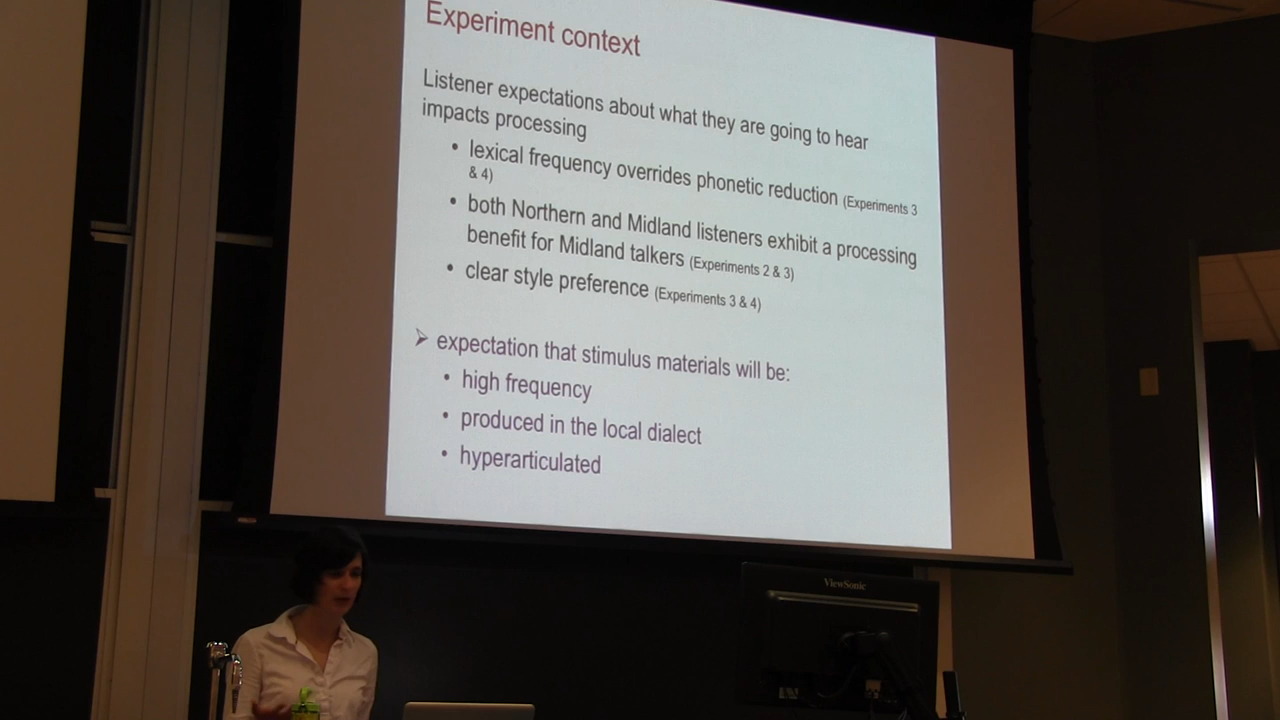 Experiment context
Listener expectations about what they are going to hear
impacts processing
• lexical frequency overrides phonetic reduction (Experiments 3
& 4)
• both Northern and Midland listeners exhibit a processing
benefit for Midland talkers (Experiments 2 & 3)
• clear style preference (Experiments 3 & 4)
➢ expectation that stimulus materials will be:
• high frequency
• produced in the local dialect
• hyperarticulated
ViewSonic